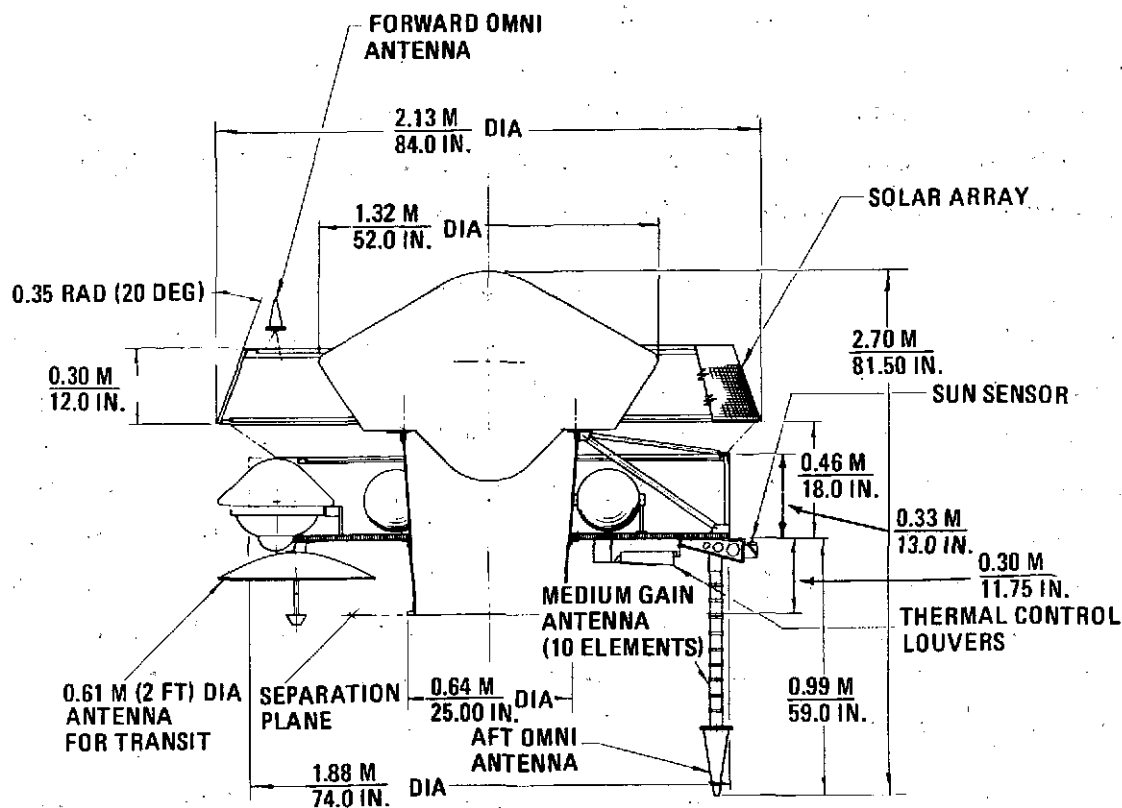 FORWARD OMNI
ANTENNA
2.13 M
84.0 IN.
DIA
SOLAR ARRAY
1.32 M
52.0 IN.
DIA
0.35 RAD (20 DEG)
2.70 M
81.50 IN.
0.30 M
12.0 IN.
SUN SENSOR
0.46 M
18.0 IN.
0.33 M
13.0 IN.
0.30 M
11.75 IN.
MEDIUM GAIN
ANTENNA
(10 ELEMENTS)
THERMAL CONTROL
LOUVERS
0.61 M (2 FT) DIA
ANTENNA
FOR TRANSIT
SEPARATION
PLANE
0.64 M
25.00 IN.
DIA
0.99 M
59.0 IN.
AFT OMNI
ANTENNA
1.88 M
74.0 IN.
DIA